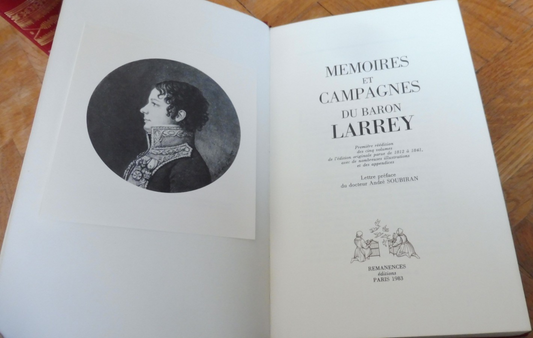 MEMOIRES
ET
CAMPAGNES
DU BARON
LARREY
Première réédition
des cinq volumes
de l'édition originale parue de 1812 à 1841,
avec de nombreuses illustrations
et des appendices
Lettre préface
du docteur André SOUBIRAN
REMANENCES
éditions
PARIS 1983